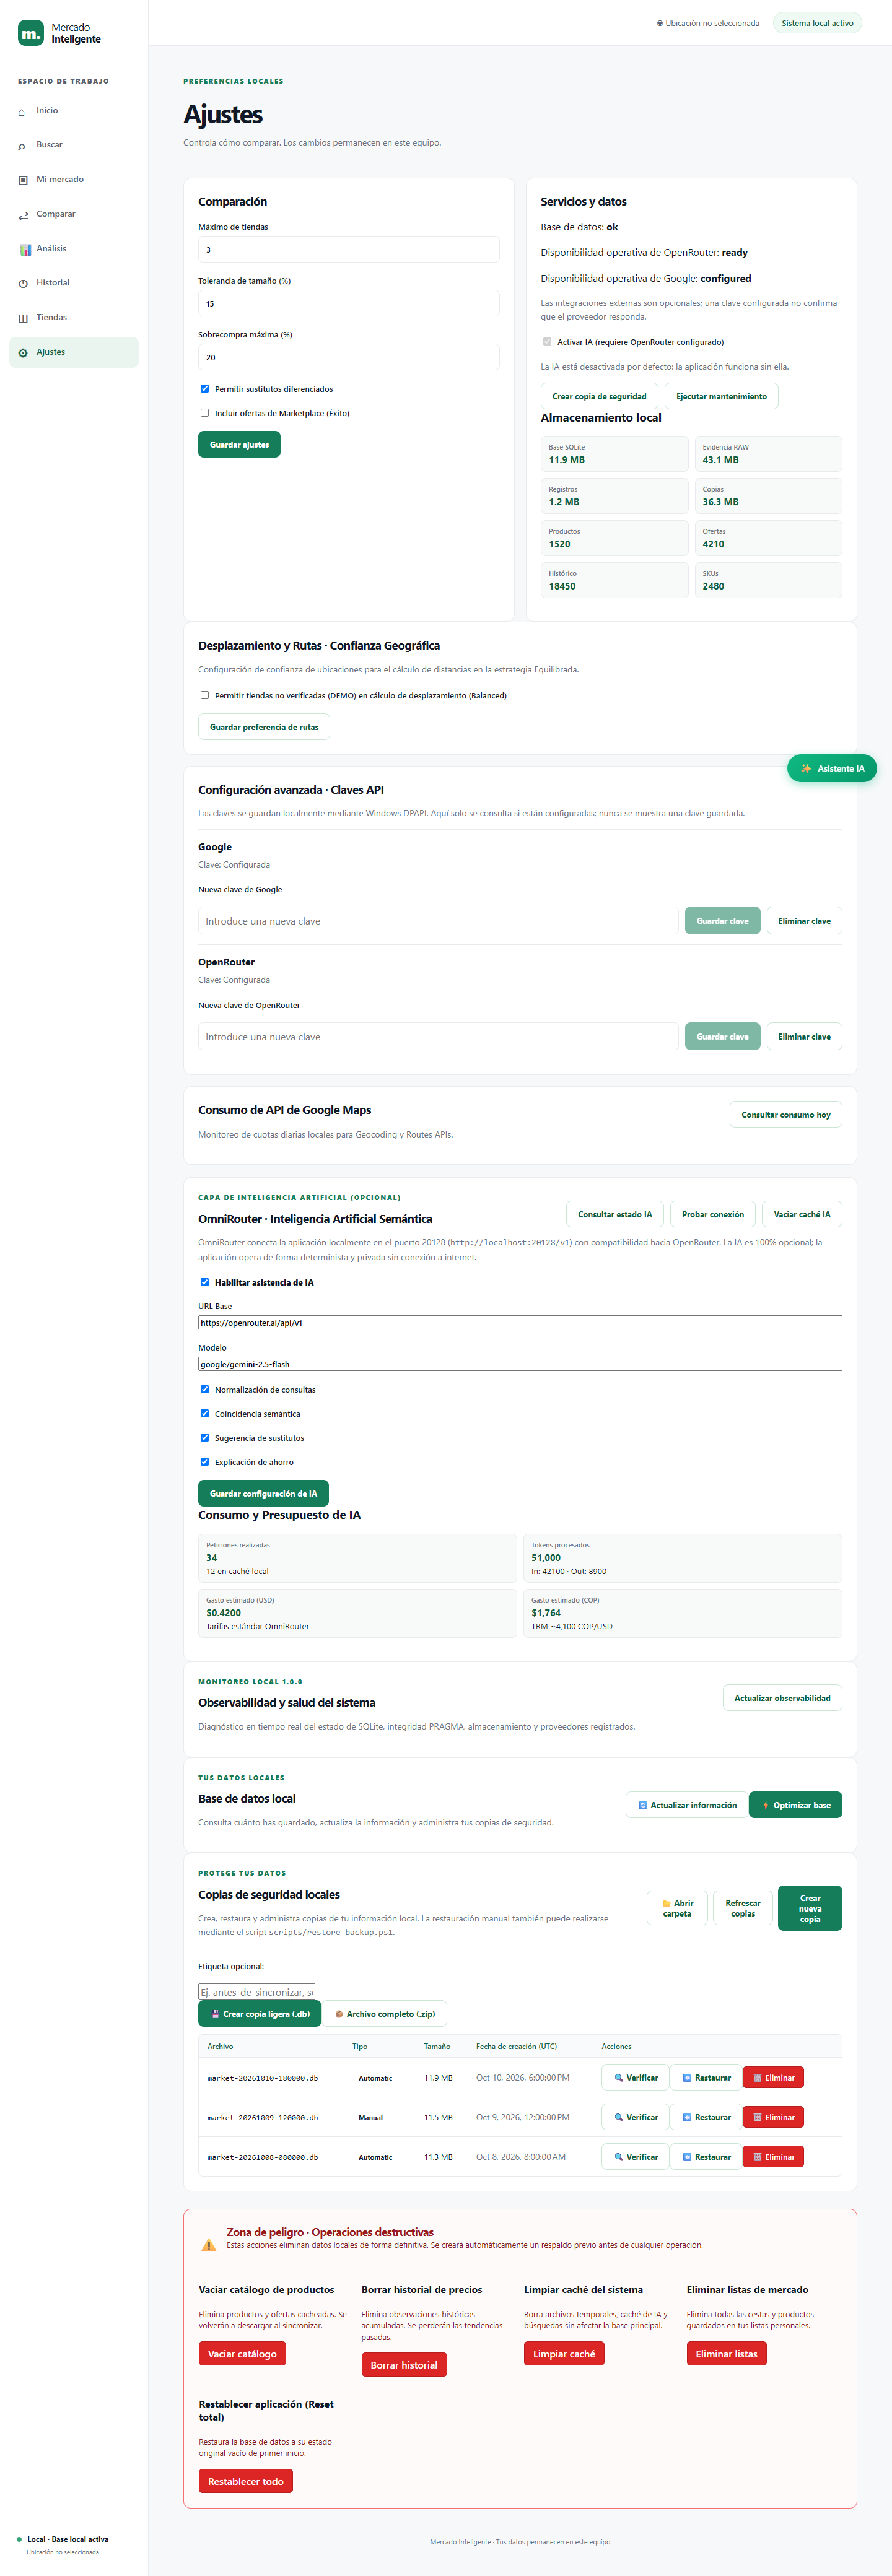 m.
Mercado
Inteligente
ESPACIO DE TRABAJO
Inicio
Buscar
Mi mercado
Comparar
Análisis
Historial
Tiendas
Ajustes
Ubicación no seleccionada
Sistema local activo
PREFERENCIAS LOCALES
Ajustes
Controla cómo comparar. Los cambios permanecen en este equipo.
Comparación
Máximo de tiendas
3
Tolerancia de tamaño (%)
15
Sobrecompra máxima (%)
20
Permitir sustitutos diferenciados
Incluir ofertas de Marketplace (Éxito)
Guardar ajustes
Servicios y datos
Base de datos: ok
Disponibilidad operativa de OpenRouter: ready
Disponibilidad operativa de Google: configured
Las integraciones externas son opcionales; una clave configurada no confirma
que el proveedor responda.
Activar IA (requiere OpenRouter configurado)
La IA está desactivada por defecto; la aplicación funciona sin ella.
Crear copia de seguridad
Ejecutar mantenimiento
Almacenamiento local
Base SQLite
11.9 MB
Evidencia RAW
43.1 MB
Registros
1.2 MB
Copias
36.3 MB
Productos
1520
Ofertas
4210
Histórico
18450
SKUs
2480
Desplazamiento y Rutas · Confianza Geográfica
Configuración de confianza de ubicaciones para el cálculo de distancias en la estrategia Equilibrada.
Permitir tiendas no verificadas (DEMO) en cálculo de desplazamiento (Balanced)
Guardar preferencia de rutas
Asistente IA
Configuración avanzada · Claves API
Las claves se guardan localmente mediante Windows DPAPI. Aquí solo se consulta si están configuradas; nunca se muestra una clave guardada.
Google
Clave: Configurada
Nueva clave de Google
Introduce una nueva clave
Guardar clave
Eliminar clave
OpenRouter
Clave: Configurada
Nueva clave de OpenRouter
Introduce una nueva clave
Guardar clave
Eliminar clave
Consumo de API de Google Maps
Monitoreo de cuotas diarias locales para Geocoding y Routes APIs.
Consultar consumo hoy
CAPA DE INTELIGENCIA ARTIFICIAL (OPCIONAL)
OmniRouter · Inteligencia Artificial Semántica
Consultar estado IA
Probar conexión
Vaciar caché IA
OmniRouter conecta la aplicación localmente en el puerto 20128 (http://localhost:20128/v1) con compatibilidad hacia OpenRouter. La IA es 100% opcional; la
aplicación opera de forma determinista y privada sin conexión a internet.
Habilitar asistencia de IA
URL Base
https://openrouter.ai/api/v1
Modelo
google/gemini-2.5-flash
Normalización de consultas
Coincidencia semántica
Sugerencia de sustitutos
Explicación de ahorro
Guardar configuración de IA
Consumo y Presupuesto de IA
Peticiones realizadas
34
12 en caché local
Tokens procesados
51,000
In: 42100 · Out: 8900
Gasto estimado (USD)
$0.4200
Tarifas estándar OmniRouter
Gasto estimado (COP)
$1,764
TRM ~4,100 COP/USD
MONITOREO LOCAL 1.0.0
Observabilidad y salud del sistema
Diagnóstico en tiempo real del estado de SQLite, integridad PRAGMA, almacenamiento y proveedores registrados.
Actualizar observabilidad
TUS DATOS LOCALES
Base de datos local
Consulta cuánto has guardado, actualiza la información y administra tus copias de seguridad.
Actualizar información
Optimizar base
PROTEGE TUS DATOS
Copias de seguridad locales
Crea, restaura y administra copias de tu información local. La restauración manual también puede realizarse
mediante el script scripts/restore-backup.ps1.
Abrir
carpeta
Refrescar
copias
Crear
nueva
copia
Etiqueta opcional:
Ej. antes-de-sincronizar, s
Crear copia ligera (.db)
Archivo completo (.zip)
Archivo Tipo Tamaño Fecha de creación (UTC) Acciones
market-20261010-180000.db Automatic 11.9 MB Oct 10, 2026, 6:00:00 PM Verificar Restaurar Eliminar
market-20261009-120000.db Manual 11.5 MB Oct 9, 2026, 12:00:00 PM Verificar Restaurar Eliminar
market-20261008-080000.db Automatic 11.3 MB Oct 8, 2026, 8:00:00 AM Verificar Restaurar Eliminar
Zona de peligro · Operaciones destructivas
Estas acciones eliminan datos locales de forma definitiva. Se creará automáticamente un respaldo previo antes de cualquier operación.
Vaciar catálogo de productos
Elimina productos y ofertas cacheadas. Se
volverán a descargar al sincronizar.
Vaciar catálogo
Borrar historial de precios
Elimina observaciones históricas
acumuladas. Se perderán las tendencias
pasadas.
Borrar historial
Limpiar caché del sistema
Borra archivos temporales, caché de IA y
búsquedas sin afectar la base principal.
Limpiar caché
Eliminar listas de mercado
Elimina todas las cestas y productos
guardados en tus listas personales.
Eliminar listas
Restablecer aplicación (Reset
total)
Restaura la base de datos a su estado
original vacío de primer inicio.
Restablecer todo
Local · Base local activa
Ubicación no seleccionada
Mercado Inteligente · Tus datos permanecen en este equipo